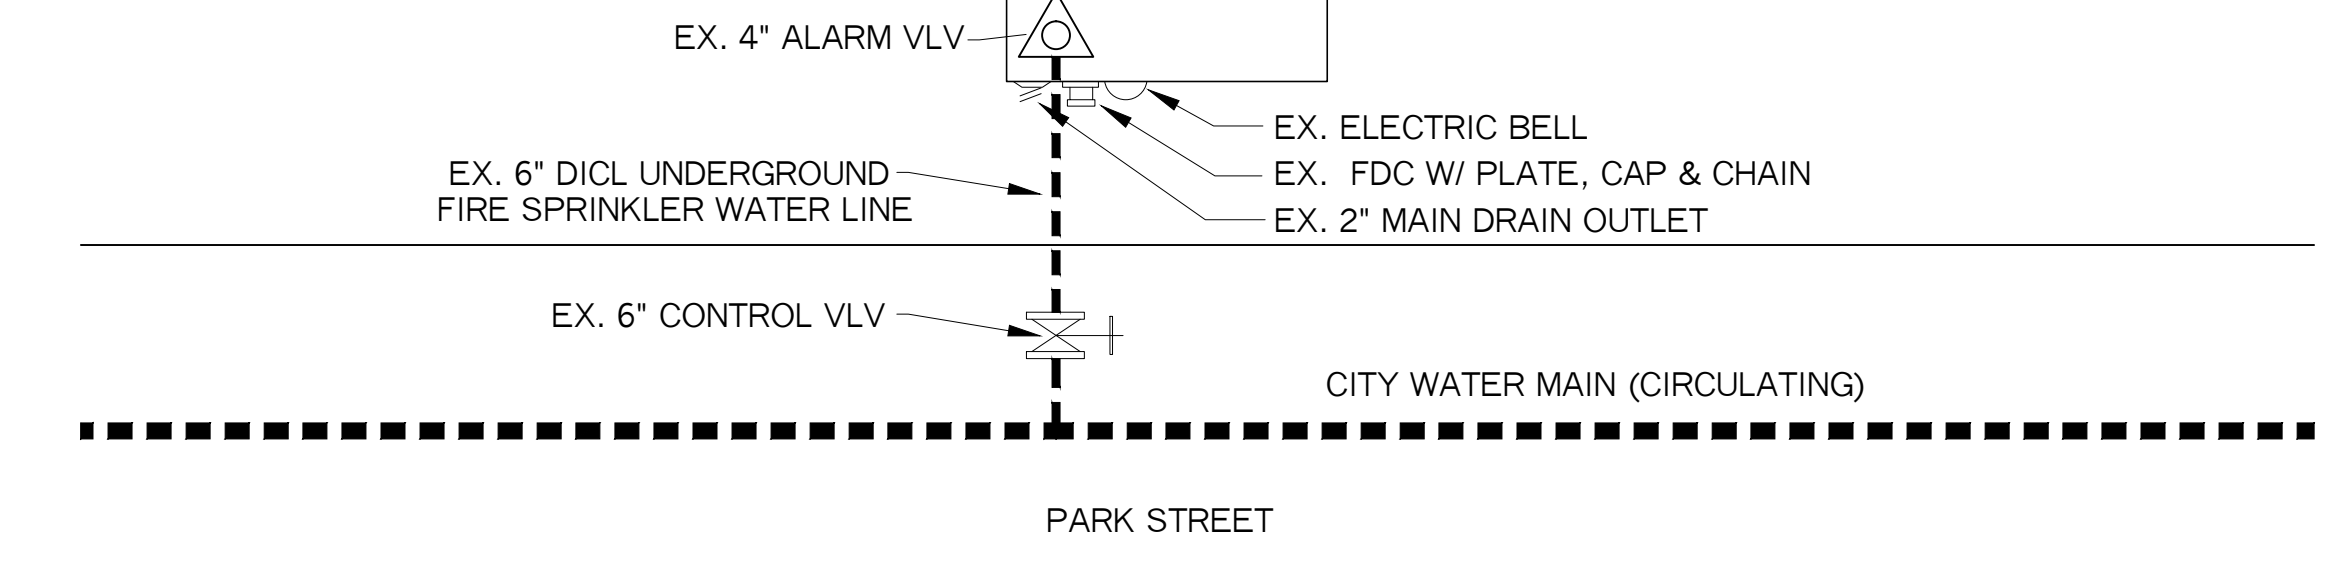 EX. 4" ALARM VLV
EX. ELECTRIC BELL
EX. 6" DICL UNDERGROUND
FIRE SPRINKLER WATER LINE
EX. FDC W/ PLATE, CAP & CHAIN
EX. 2" MAIN DRAIN OUTLET
EX. 6" CONTROL VLV
CITY WATER MAIN (CIRCULATING)
PARK STREET